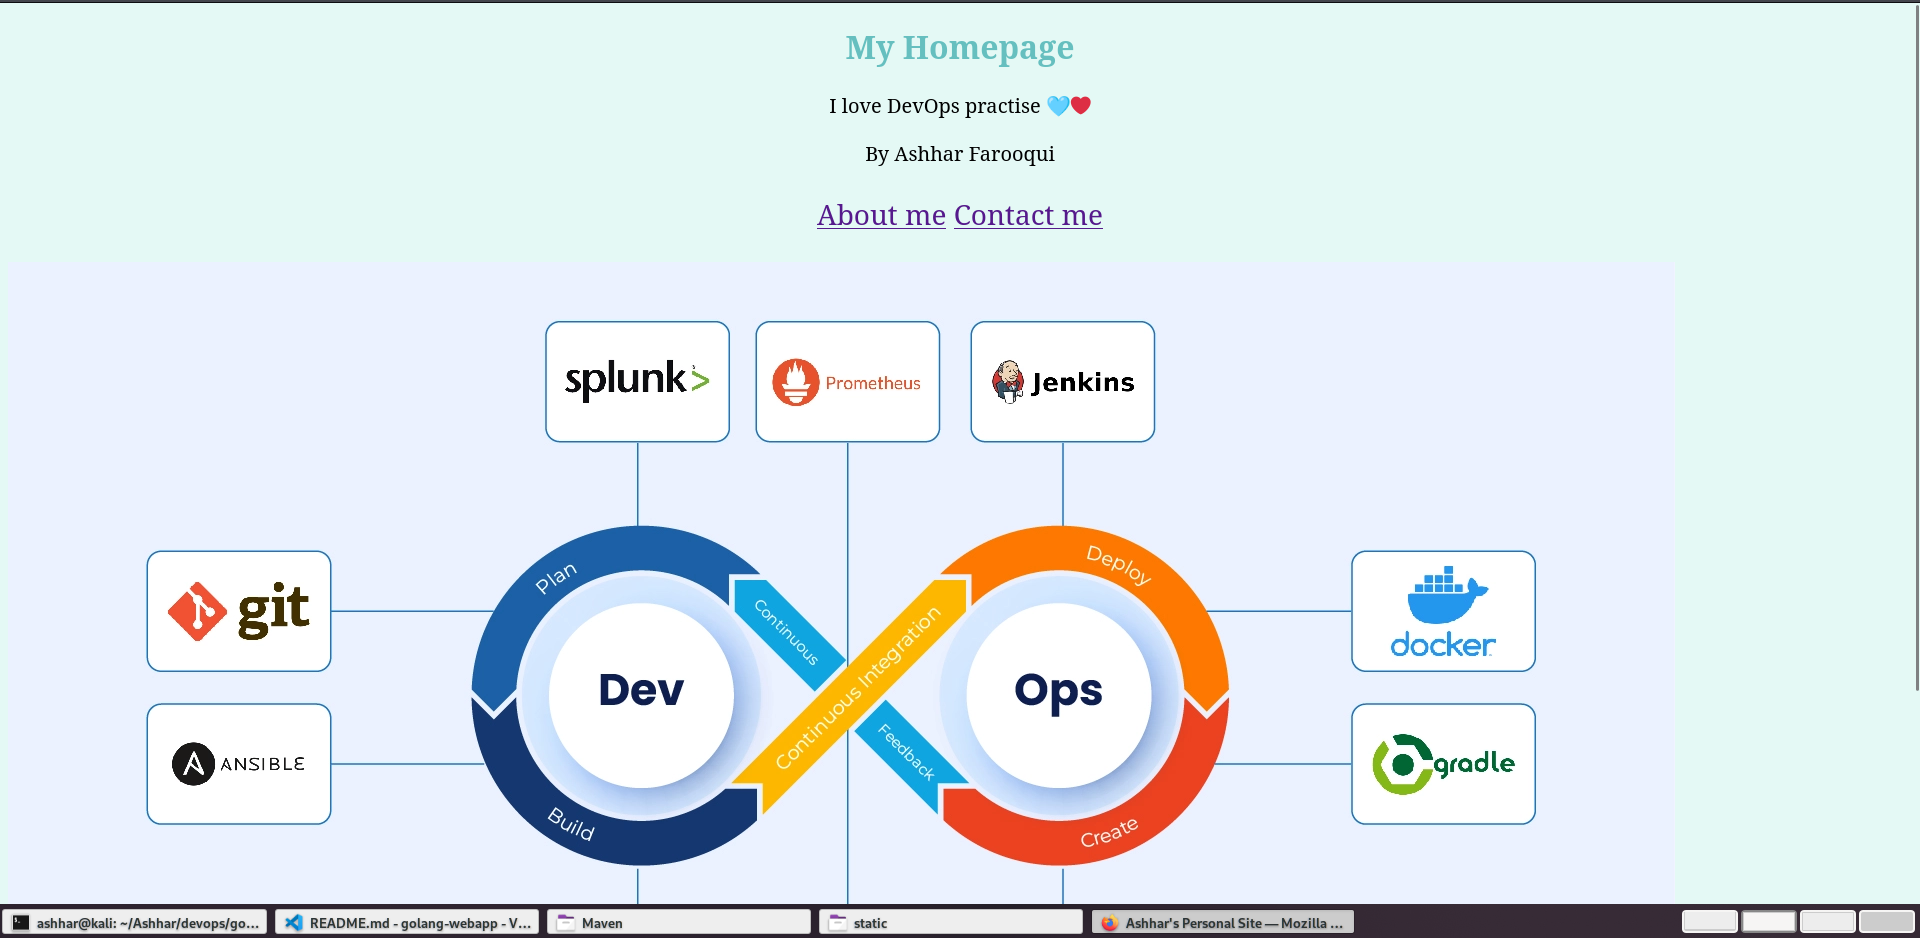 My Homepage
I love DevOps practise 🩵❤️
By Ashhar Farooqui
About me Contact me
splunk>
Prometheus
Jenkins
Plan
Deploy
git
Continuous
Continuous Integration
docker
Dev
Ops
ANSIBLE
Feedback
gradle
Build
Create
ashhar@kali: ~/Ashhar/devops/go...
README.md - golang-webapp - V...
Maven
static
Ashhar's Personal Site — Mozilla ...